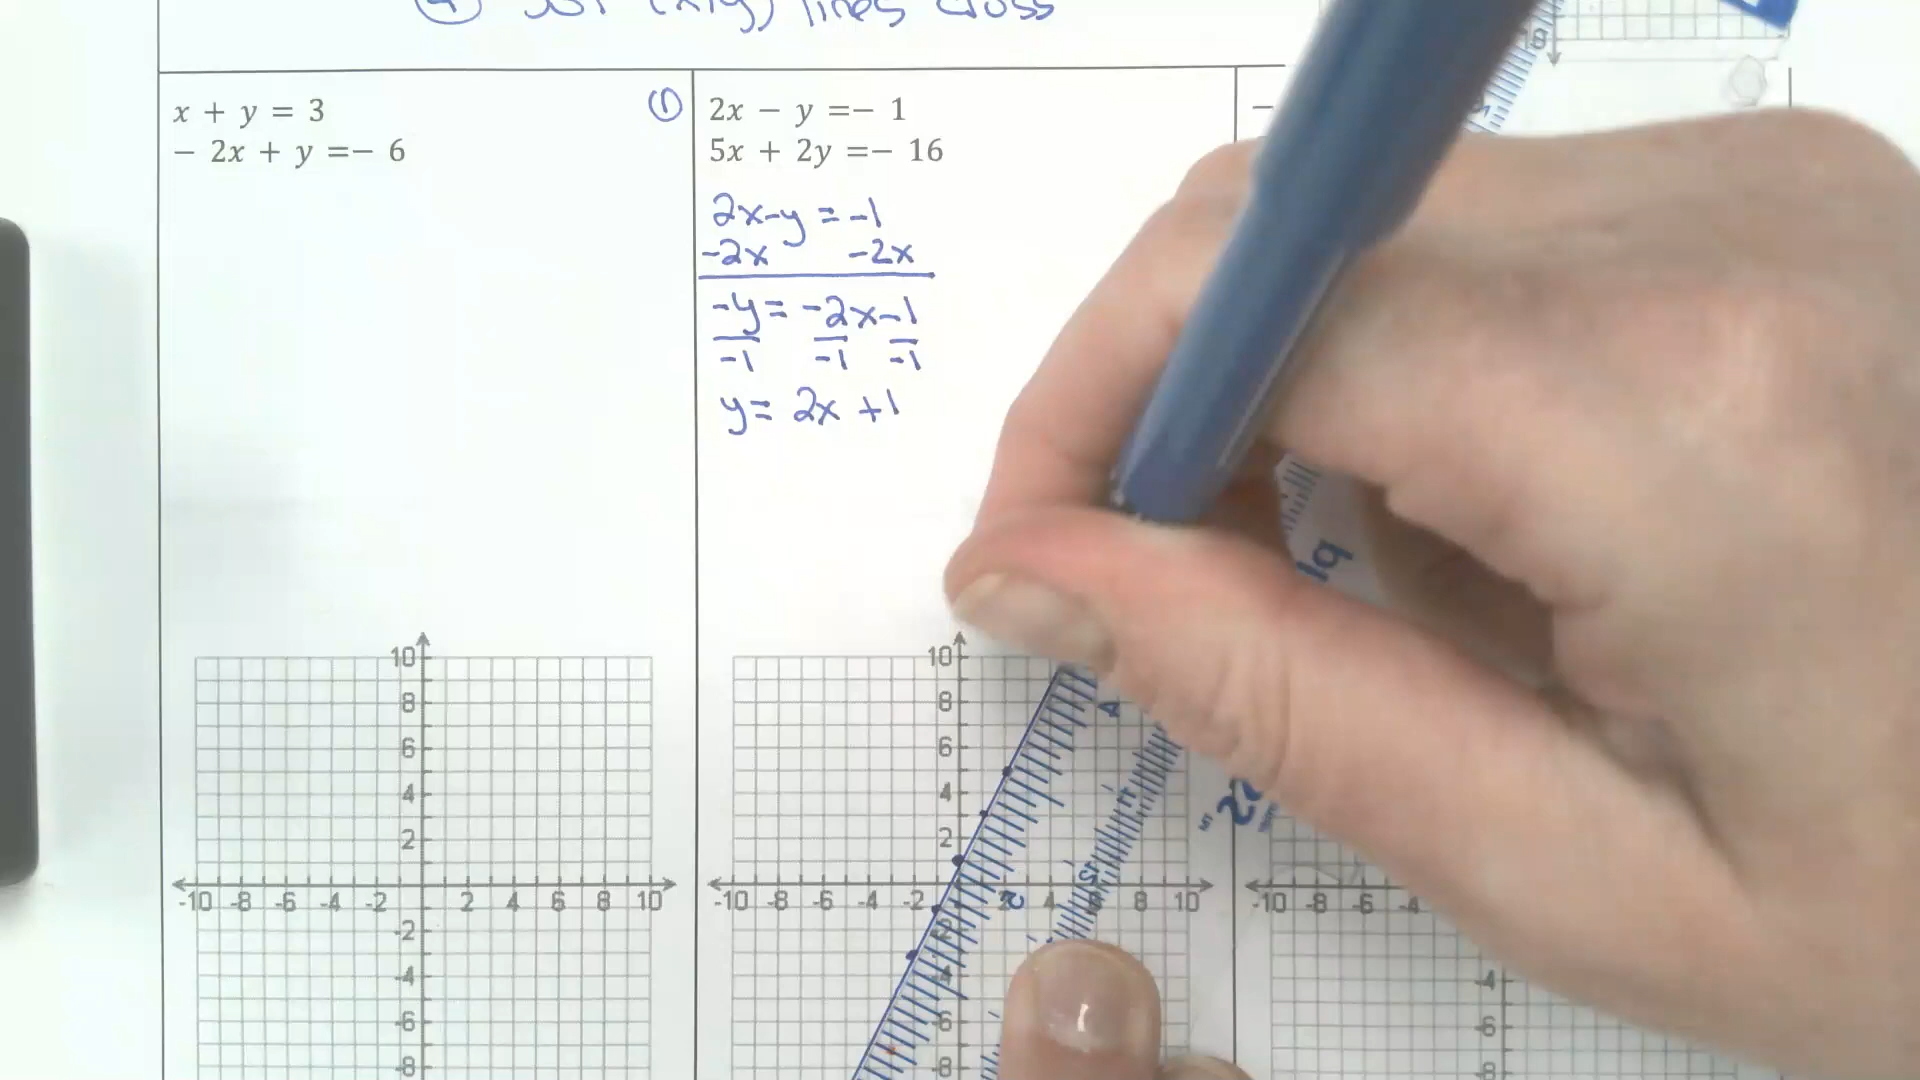 lines cross
x + y = 3
− 2x + y =− 6
①
2x − y =− 1
5x + 2y =− 16
2x-y = -1
-2x -2x
-y = -2x-1
-1 -1 -1
y = 2x +1
10
8
6
4
2
-10 -8 -6 -4 -2 2 4 6 8 10
-2
-4
-6
-8
10
8
6
4
2
-10 -8 -6 -4 -2 4 8 10
-6
-8
-10 -8 -6 -4
-4
-6
-8